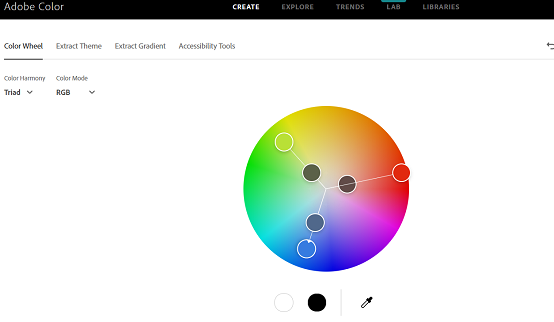 Adobe Color CREATE EXPLORE TRENDS LAB LIBRARIES
Color Wheel Extract Theme Extract Gradient Accessibility Tools
Color Harmony Color Mode
Triad RGB